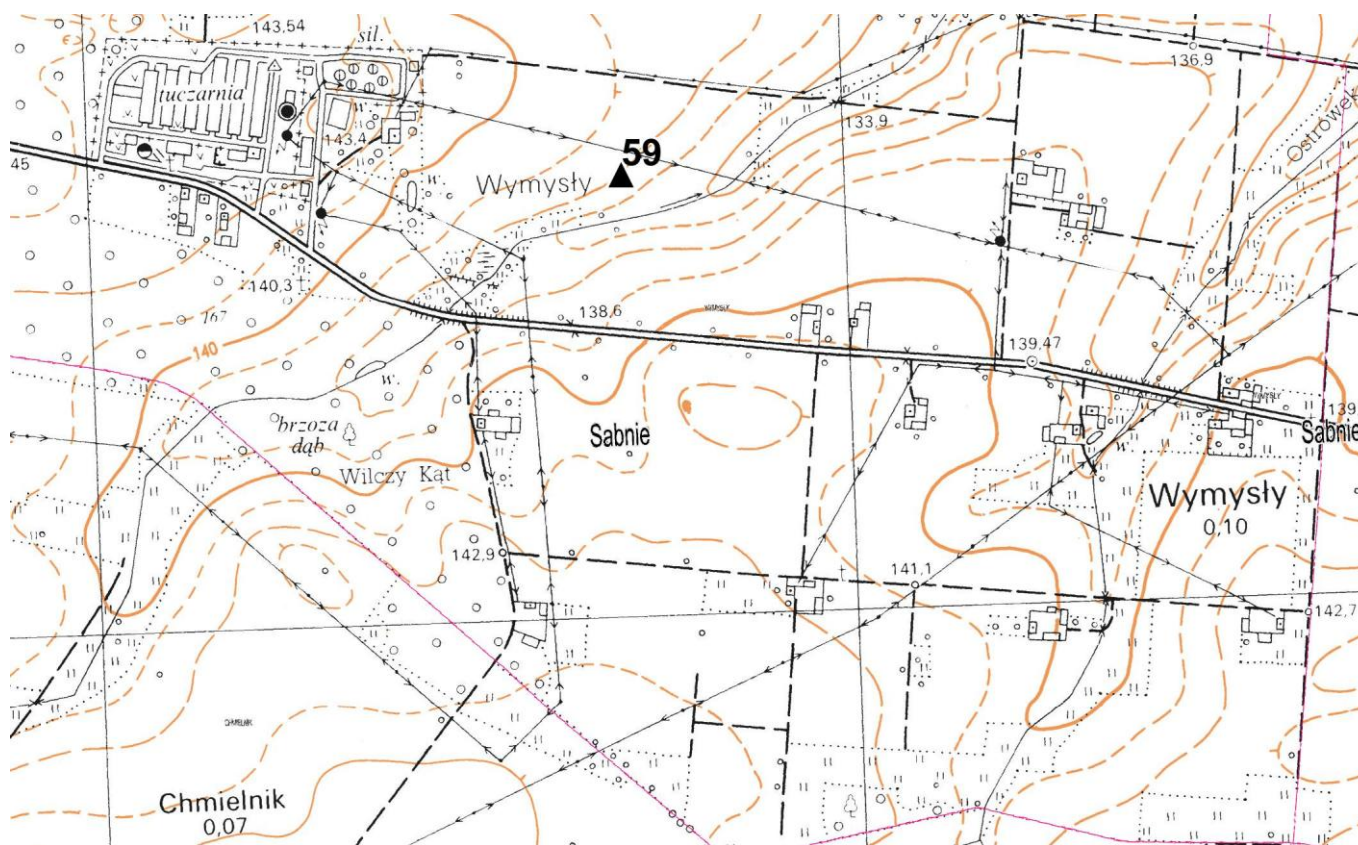 143,54
sil.
136,9
tuczarnia
143,4
133,9
Ostrówek
59
45
Wymysły
w.
w.
N
W
140,3
138,6
WYMYSŁY
167
139,47
140
w.
139
brzoza
dąb
Sabnie
Sabnie
w.
Wilczy Kąt
Wymysły
0,10
142,9
141,1
142,7
Chmielnik
0,07